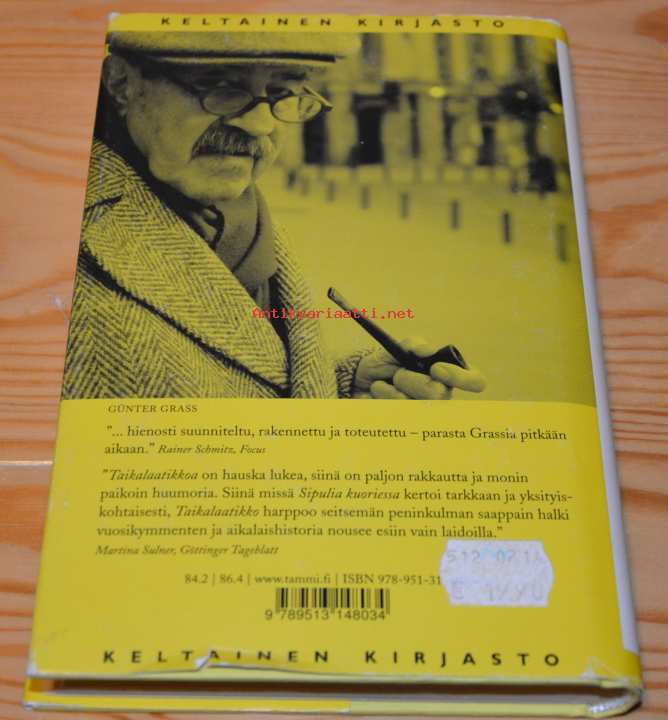 KELTAINEN KIRJASTO
Antikvariaatti.net
GÜNTER GRASS
"... hienosti suunniteltu, rakennettu ja toteutettu – parasta Grassia pitkään
aikaan." Rainer Schmitz, Focus
"Taikalaatikkoa on hauska lukea, siinä on paljon rakkautta ja monin
paikoin huumoria. Siinä missä Sipulia kuoriessa kertoi tarkkaan ja yksityis-
kohtaisesti, Taikalaatikko harppoo seitsemän peninkulman saappain halki
vuosikymmenten ja aikalaishistoria nousee esiin vain laidoilla."
Martina Sulner, Göttinger Tageblatt
84.2 | 86.4 | www.tammi.fi | ISBN 978-951-31
512
9 789513 148034
KELTAINEN KIRJASTO